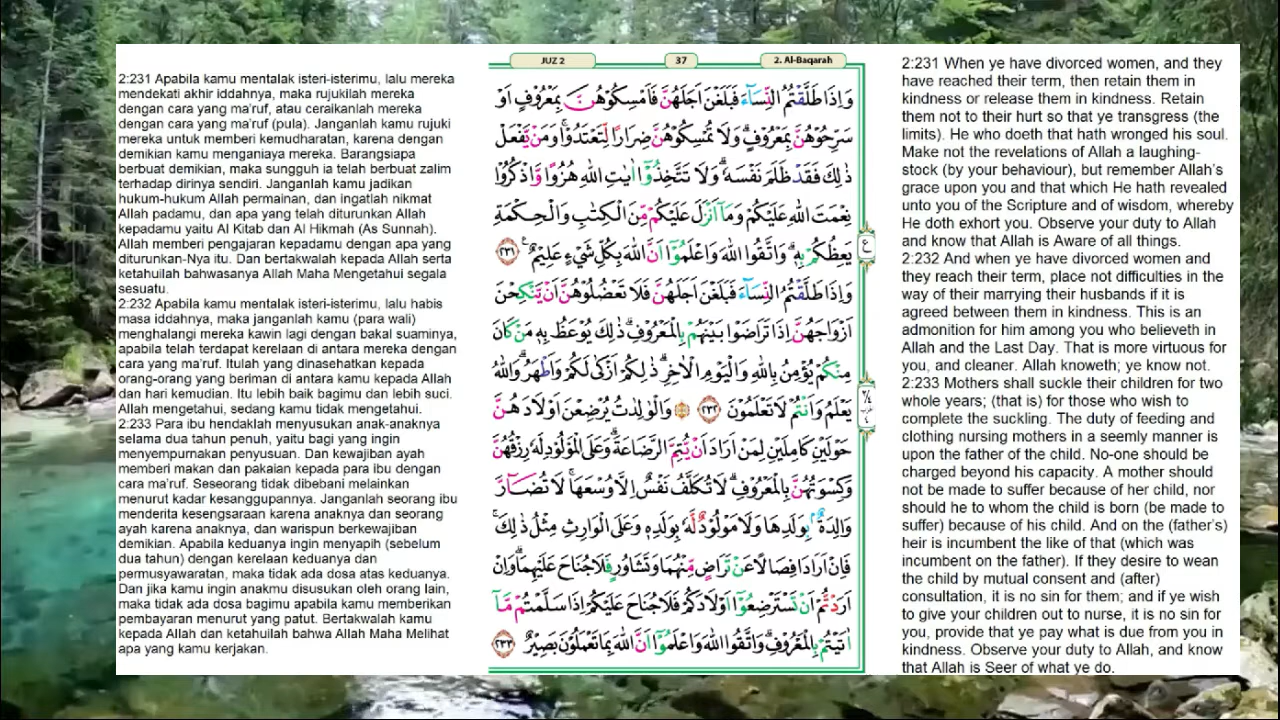 2:231 Apabila kamu mentalak isteri-isterimu, lalu mereka
mendekati akhir iddahnya, maka rujukilah mereka
dengan cara yang ma'ruf, atau ceraikanlah mereka
dengan cara yang ma'ruf (pula). Janganlah kamu rujuki
mereka untuk memberi kemudharatan, karena dengan
demikian kamu menganiaya mereka. Barangsiapa
berbuat demikian, maka sungguh ia telah berbuat zalim
terhadap dirinya sendiri. Janganlah kamu jadikan
hukum-hukum Allah permainan, dan ingatlah nikmat
Allah padamu, dan apa yang telah diturunkan Allah
kepadamu yaitu Al Kitab dan Al Hikmah (As Sunnah).
Allah memberi pengajaran kepadamu dengan apa yang
diturunkan-Nya itu. Dan bertakwalah kepada Allah serta
ketahuilah bahwasanya Allah Maha Mengetahui segala
sesuatu.
2:232 Apabila kamu mentalak isteri-isterimu, lalu habis
masa iddahnya, maka janganlah kamu (para wali)
menghalangi mereka kawin lagi dengan bakal suaminya,
apabila telah terdapat kerelaan di antara mereka dengan
cara yang ma'ruf. Itulah yang dinasehatkan kepada
orang-orang yang beriman di antara kamu kepada Allah
dan hari kemudian. Itu lebih baik bagimu dan lebih suci.
Allah mengetahui, sedang kamu tidak mengetahui.
2:233 Para ibu hendaklah menyusukan anak-anaknya
selama dua tahun penuh, yaitu bagi yang ingin
menyempurnakan penyusuan. Dan kewajiban ayah
memberi makan dan pakaian kepada para ibu dengan
cara ma'ruf. Seseorang tidak dibebani melainkan
menurut kadar kesanggupannya. Janganlah seorang ibu
menderita kesengsaraan karena anaknya dan seorang
ayah karena anaknya, dan warispun berkewajiban
demikian. Apabila keduanya ingin menyapih (sebelum
dua tahun) dengan kerelaan keduanya dan
permusyawaratan, maka tidak ada dosa atas keduanya.
Dan jika kamu ingin anakmu disusukan oleh orang lain,
maka tidak ada dosa bagimu apabila kamu memberikan
pembayaran menurut yang patut. Bertakwalah kamu
kepada Allah dan ketahuilah bahwa Allah Maha Melihat
apa yang kamu kerjakan.
JUZ 2
37
2. Al-Baqarah
وَاِذَا طَلَّقْتُمُ النِّسَاۤءَ فَبَلَغْنَ اَجَلَهُنَّ فَاَمْسِكُوْهُنَّ بِمَعْرُوْفٍ اَوْ
سَرِّحُوْهُنَّ بِمَعْرُوْفٍۗ وَلَا تُمْسِكُوْهُنَّ ضِرَارًا لِّتَعْتَدُوْاۚ وَمَنْ يَّفْعَلْ
ذٰلِكَ فَقَدْ ظَلَمَ نَفْسَهٗۗ وَلَا تَتَّخِذُوْٓا اٰيٰتِ اللّٰهِ هُزُوًا وَّاذْكُرُوْا
نِعْمَتَ اللّٰهِ عَلَيْكُمْ وَمَآ اَنْزَلَ عَلَيْكُمْ مِّنَ الْكِتٰبِ وَالْحِكْمَةِ
يَعِظُكُمْ بِهٖۗ وَاتَّقُوا اللّٰهَ وَاعْلَمُوْٓا اَنَّ اللّٰهَ بِكُلِّ شَيْءٍ عَلِيْمٌ ࣖ ٢٣١
وَاِذَا طَلَّقْتُمُ النِّسَاۤءَ فَبَلَغْنَ اَجَلَهُنَّ فَلَا تَعْضُلُوْهُنَّ اَنْ يَّنْكِحْنَ
اَزْوَاجَهُنَّ اِذَا تَرَاضَوْا بَيْنَهُمْ بِالْمَعْرُوْفِۗ ذٰلِكَ يُوْعَظُ بِهٖ مَنْ كَانَ
مِنْكُمْ يُؤْمِنُ بِاللّٰهِ وَالْيَوْمِ الْاٰخِرِۗ ذٰلِكُمْ اَزْكٰى لَكُمْ وَاَطْهَرُۗ وَاللّٰهُ
يَعْلَمُ وَاَنْتُمْ لَا تَعْلَمُوْنَ ٢٣٢ ۞ وَالْوَالِدٰتُ يُرْضِعْنَ اَوْلَادَهُنَّ
حَوْلَيْنِ كَامِلَيْنِ لِمَنْ اَرَادَ اَنْ يُّتِمَّ الرَّضَاعَةَۗ وَعَلَى الْمَوْلُوْدِ لَهٗ رِزْقُهُنَّ
وَكِسْوَتُهُنَّ بِالْمَعْرُوْفِۗ لَا تُكَلَّفُ نَفْسٌ اِلَّا وُسْعَهَاۚ لَا تُضَاۤرَّ
وَالِدَةٌ ۢبِوَلَدِهَا وَلَا مَوْلُوْدٌ لَّهٗ بِوَلَدِهٖ وَعَلَى الْوَارِثِ مِثْلُ ذٰلِكَۚ
فَاِنْ اَرَادَا فِصَالًا عَنْ تَرَاضٍ مِّنْهُمَا وَتَشَاوُرٍ فَلَا جُنَاحَ عَلَيْهِمَاۗ وَاِنْ
اَرَدْتُّمْ اَنْ تَسْتَرْضِعُوْٓا اَوْلَادَكُمْ فَلَا جُنَاحَ عَلَيْكُمْ اِذَا سَلَّمْتُمْ مَّآ
اٰتَيْتُمْ بِالْمَعْرُوْفِۗ وَاتَّقُوا اللّٰهَ وَاعْلَمُوْٓا اَنَّ اللّٰهَ بِمَا تَعْمَلُوْنَ بَصِيْرٌ ٢٣٣
2:231 When ye have divorced women, and they
have reached their term, then retain them in
kindness or release them in kindness. Retain
them not to their hurt so that ye transgress (the
limits). He who doeth that hath wronged his soul.
Make not the revelations of Allah a laughing-
stock (by your behaviour), but remember Allah's
grace upon you and that which He hath revealed
unto you of the Scripture and of wisdom, whereby
He doth exhort you. Observe your duty to Allah
and know that Allah is Aware of all things.
2:232 And when ye have divorced women and
they reach their term, place not difficulties in the
way of their marrying their husbands if it is
agreed between them in kindness. This is an
admonition for him among you who believeth in
Allah and the Last Day. That is more virtuous for
you, and cleaner. Allah knoweth; ye know not.
2:233 Mothers shall suckle their children for two
whole years; (that is) for those who wish to
complete the suckling. The duty of feeding and
clothing nursing mothers in a seemly manner is
upon the father of the child. No-one should be
charged beyond his capacity. A mother should
not be made to suffer because of her child, nor
should he to whom the child is born (be made to
suffer) because of his child. And on the (father's)
heir is incumbent the like of that (which was
incumbent on the father). If they desire to wean
the child by mutual consent and (after)
consultation, it is no sin for them; and if ye wish
to give your children out to nurse, it is no sin for
you, provide that ye pay what is due from you in
kindness. Observe your duty to Allah, and know
that Allah is Seer of what ye do.